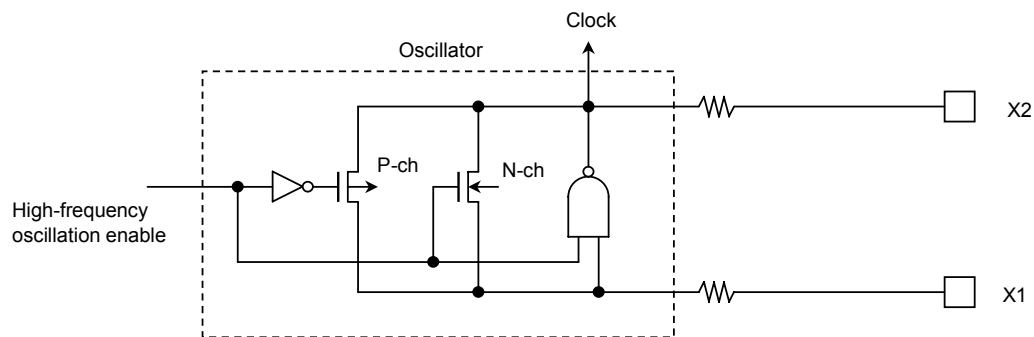 Clock
Oscillator
X2
P-ch
N-ch
High-frequency
oscillation enable
X1